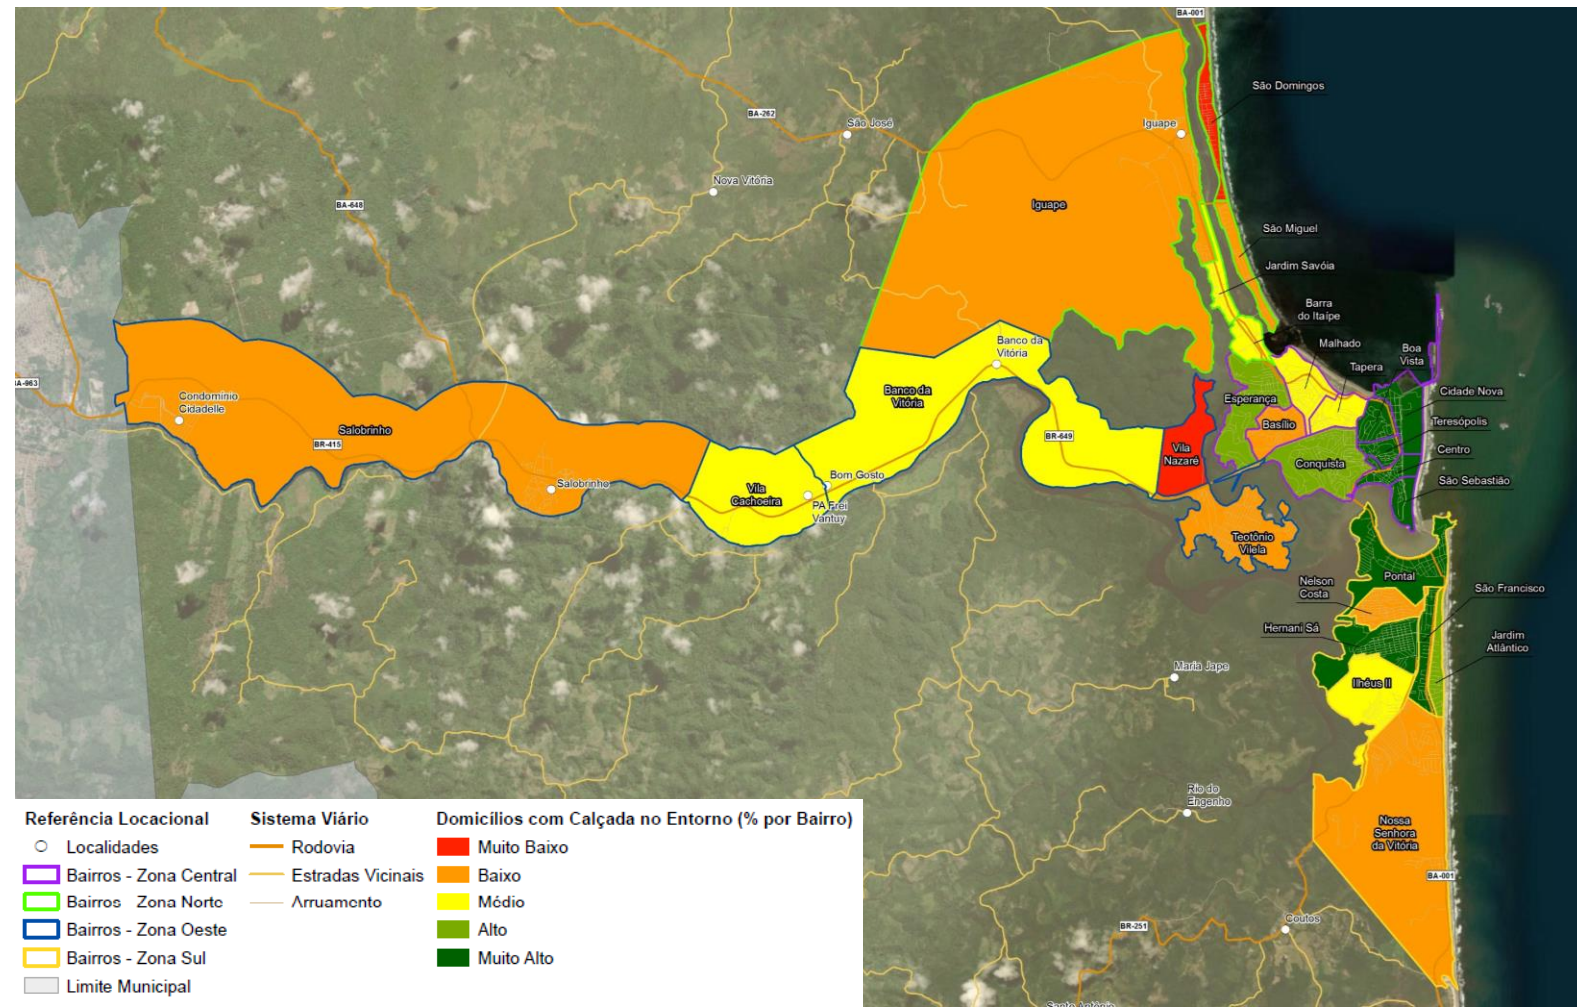 BA-001
São Domingos
BA-262
São José
Iguape
Nova Vitória
BA-648
Iguape
São Miguel
Jardim Savóia
Barra
do Itaípe
Malhado
Boa
Vista
Tapera
Banco da
Vitória
BA-963
Condomínio
Cidadelle
Banco da
Vitória
Esperança
Cidade Nova
Basílio
Teresópolis
Salobrinho
BR-415
BR-649
Vila
Nazaré
Centro
Conquista
Salobrinho
Bom Gosto
Vila
Cachoeira
PA Frei
Vantuy
São Sebastião
Teotônio
Vilela
Nelson
Costa
Pontal
São Francisco
Hernani Sá
Jardim
Atlântico
Maria Jape
Ilhéus II
Rio do
Engenho
Nossa
Senhora
da Vitória
BA-001
BR-251
Coutos
Santo Antônio
Referência Locacional
Localidades
Bairros - Zona Central
Bairros - Zona Norte
Bairros - Zona Oeste
Bairros - Zona Sul
Limite Municipal
Sistema Viário
Rodovia
Estradas Vicinais
Arruamento
Domicílios com Calçada no Entorno (% por Bairro)
Muito Baixo
Baixo
Médio
Alto
Muito Alto